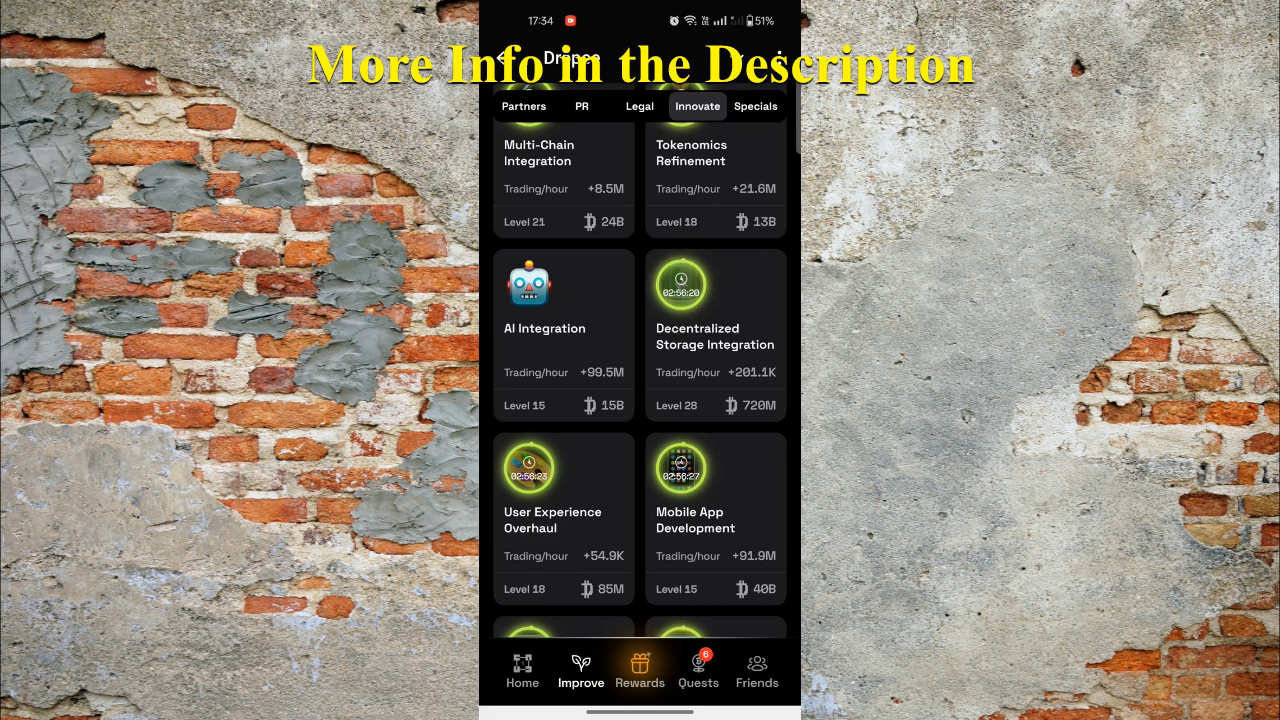 17:34
51%
Dropee
More Info in the Description
Partners PR Legal Innovate Specials
Multi-Chain
Integration
Trading/hour +8.5M
Level 21 24B
Tokenomics
Refinement
Trading/hour +21.6M
Level 18 13B
AI Integration
Trading/hour +99.5M
Level 15 15B
02:56:20
Decentralized
Storage Integration
Trading/hour +201.1K
Level 28 720M
02:56:23
User Experience
Overhaul
Trading/hour +54.9K
Level 18 85M
02:56:27
Mobile App
Development
Trading/hour +91.9M
Level 15 40B
6
Home Improve Rewards Quests Friends